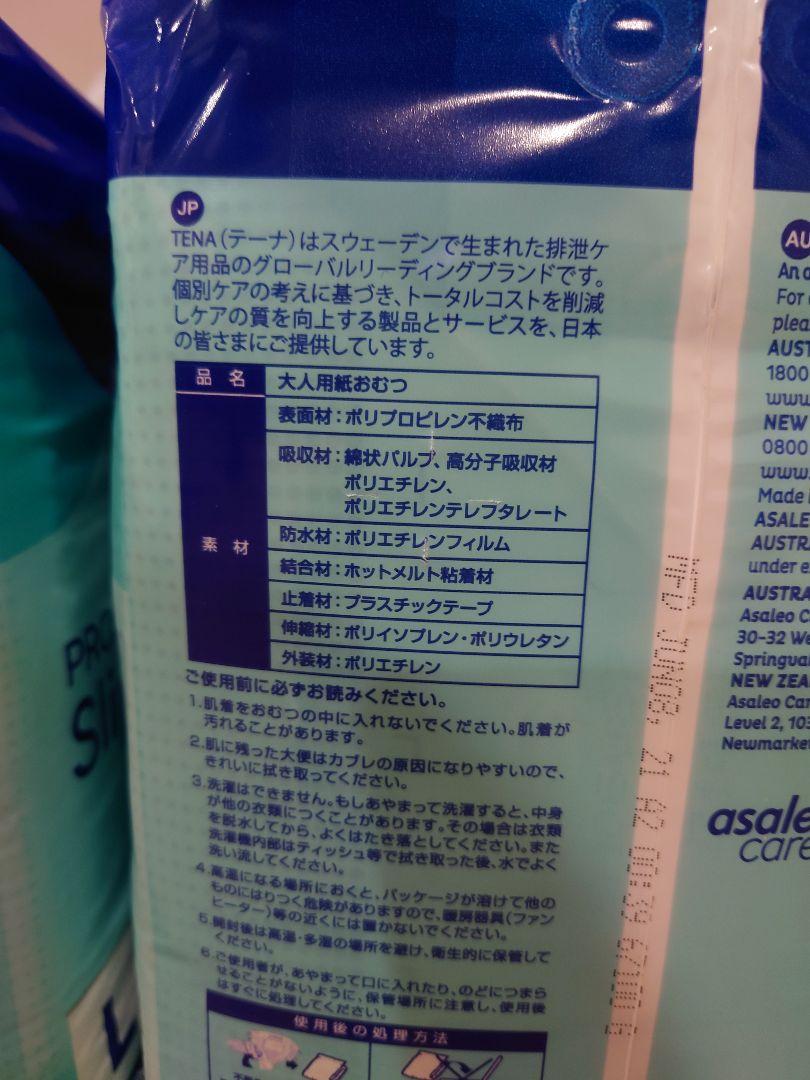 JP
TENA(テーナ)はスウェーデンで生まれた排泄ケ
ア用品のグローバルリーディングブランドです。
個別ケアの考えに基づき、トータルコストを削減
しケアの質を向上する製品とサービスを、日本
の皆さまにご提供しています。
品 名
大人用紙おむつ
素 材
表面材:ポリプロピレン不織布
吸収材:綿状パルプ、高分子吸収材
ポリエチレン、
ポリエチレンテレフタレート
防水材:ポリエチレンフィルム
結合材:ホットメルト粘着材
止着材:プラスチックテープ
伸縮材:ポリイソプレン・ポリウレタン
外装材:ポリエチレン
ご使用前に必ずお読みください。
1.肌着をおむつの中に入れないでください。肌着が
汚れることがあります。
2.肌に残った大便はカブレの原因になりやすいので、
きれいに拭き取ってください。
3.洗濯はできません。もしあやまって洗濯すると、中身
が他の衣類につくことがあります。その場合は衣類
を脱水してから、よくはたき落としてください。また
洗濯機内部はティッシュ等で拭き取った後、水でよく
洗い流してください。
4.高温になる場所におくと、パッケージが溶けて他の
ものにはりつく危険がありますので、暖房器具(ファン
ヒーター)等の近くには置かないでください。
5.開封後は高温・多湿の場所を避け、衛生的に保管して
ください。
6.ご使用者が、あやまって口に入れたり、のどにつまら
せることがないように、保管場所に注意し、使用後
はすぐに処理してください。
使用後の処理方法
MFD JUN08, 21 A2 00:39
AU
For
AUST
1800
www
NEW
0800
www.
Made
ASALE
AUSTR
under e
AUSTRA
Asaleo C
30-32 We
Springva
NEW ZEA
Asaleo Car
Level 2, 103
Newmarke
asaleo
care
PRO
Sli
L